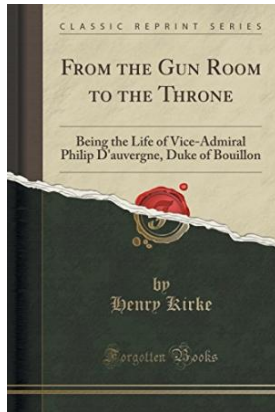 CLASSIC REPRINT SERIES
FROM THE GUN ROOM
TO THE THRONE
Being the Life of Vice-Admiral
Philip D'auvergne, Duke of Bouillon
by
Henry Kirke
Forgotten Books